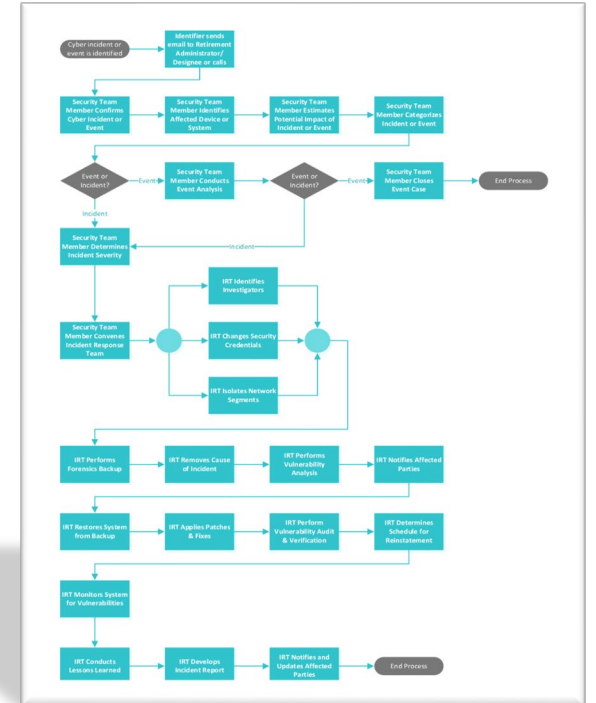 Cyber incident or
event is identified
Identifier sends
email to Retirement
Administrator/
Designee or calls
Security Team
Member Confirms
Cyber Incident or
Event
Security Team
Member Identifies
Affected Device or
System
Security Team
Member Estimates
Potential Impact of
Incident or Event
Security Team
Member Categorizes
Incident or Event
Event or
Incident?
Event
Security Team
Member Conducts
Event Analysis
Event or
Incident?
Event
Security Team
Member Closes
Event Case
End Process
Incident
Security Team
Member Determines
Incident Severity
Incident
IRT Identifies
Investigators
Security Team
Member Convenes
Incident Response
Team
IRT Changes Security
Credentials
IRT Isolates Network
Segments
IRT Performs
Forensics Backup
IRT Removes Cause
of Incident
IRT Performs
Vulnerability
Analysis
IRT Notifies Affected
Parties
IRT Restores System
from Backup
IRT Applies Patches
& Fixes
IRT Perform
Vulnerability Audit
& Verification
IRT Determines
Schedule for
Reinstatement
IRT Monitors System
for Vulnerabilities
IRT Conducts
Lessons Learned
IRT Develops
Incident Report
IRT Notifies and
Updates Affected
Parties
End Process